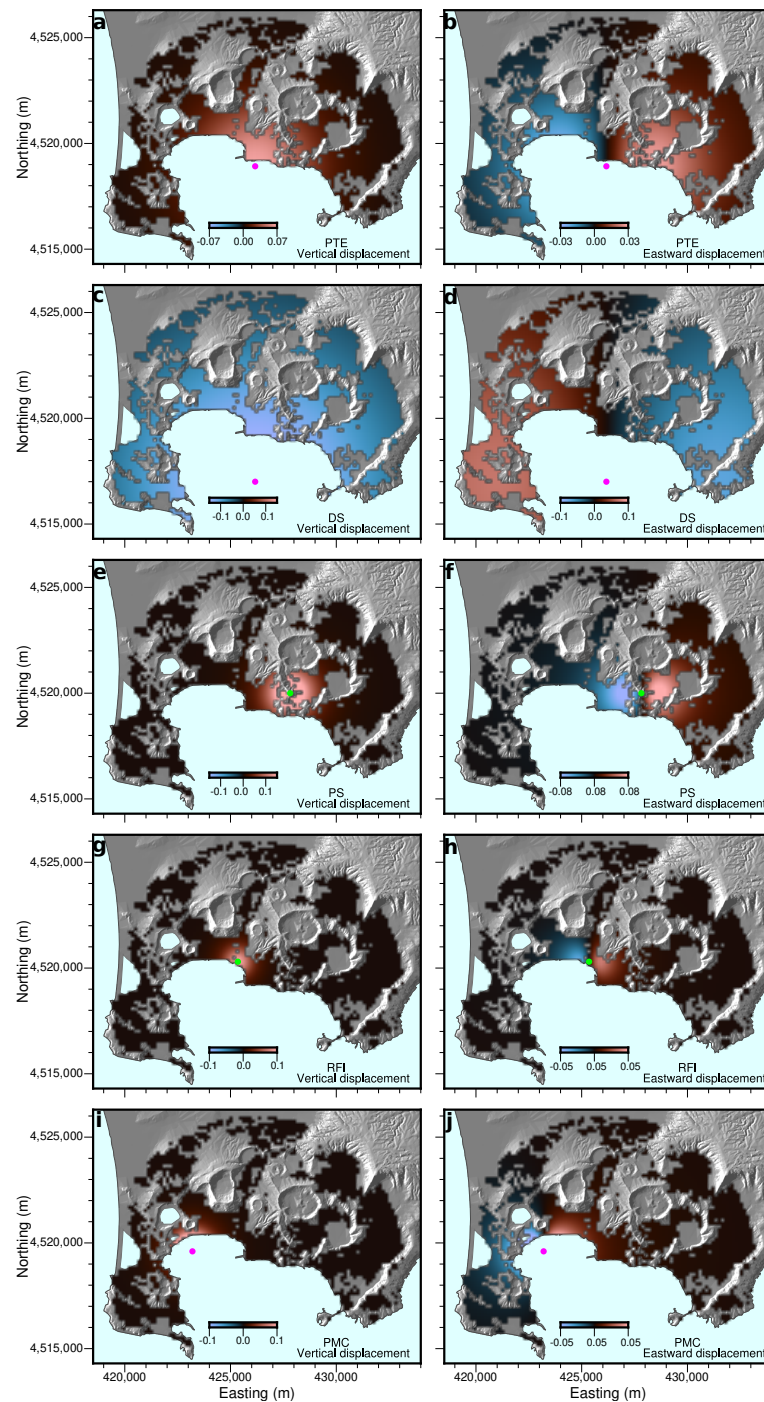 a
b
4,525,000
4,520,000
4,515,000
Northing (m)
-0.07 0.00 0.07
PTE
Vertical displacement
-0.03 0.01 0.03
PTE
Eastward displacement
c
d
4,525,000
4,520,000
4,515,000
Northing (m)
-0.1 0.1
DS
Vertical displacement
-0.1 0.0 0.1
DS
Eastward displacement
e
f
4,525,000
4,520,000
4,515,000
Northing (m)
-0.1 0.1
PS
Vertical displacement
-0.08 0.08 0.08
PS
Eastward displacement
g
h
4,525,000
4,520,000
4,515,000
Northing (m)
-0.1 0.0 0.1
RFI
Vertical displacement
-0.05 0.05 0.05
RFI
Eastward displacement
i
j
4,525,000
4,520,000
4,515,000
Northing (m)
-0.1 0.0 0.1
PMC
Vertical displacement
-0.05 0.05 0.05
PMC
Eastward displacement
420,000 425,000 430,000
Easting (m)
420,000 425,000 430,000
Easting (m)